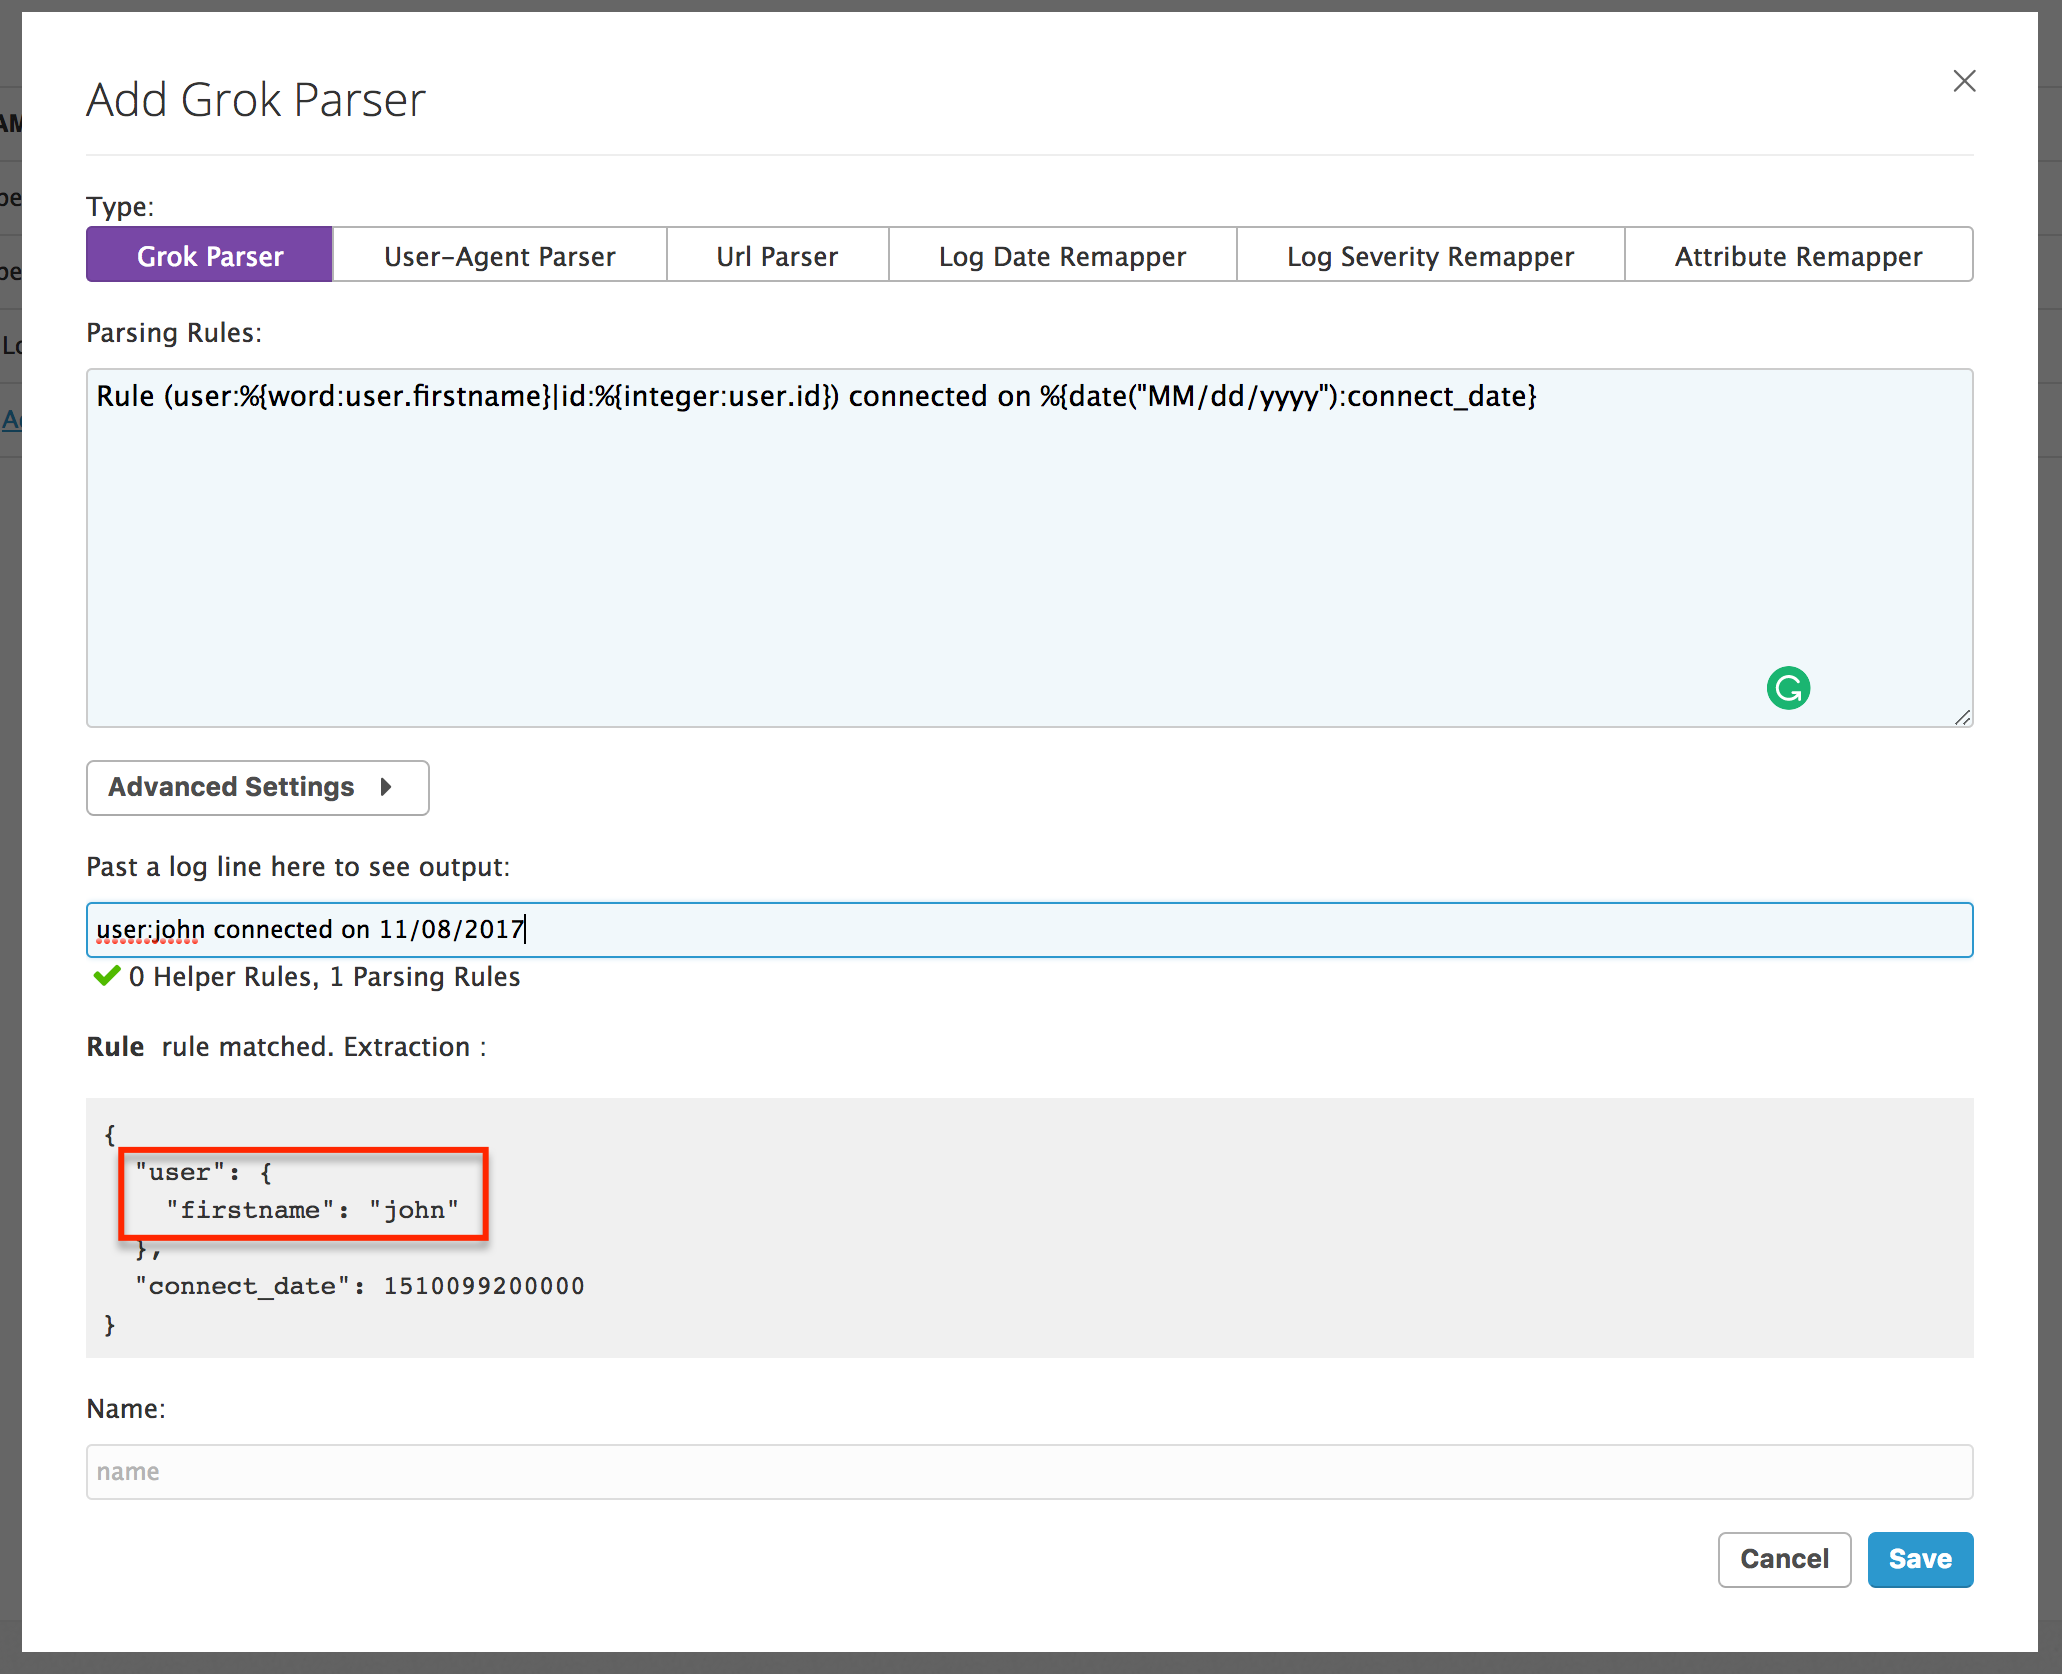 Add Grok Parser
Type:
Grok Parser User-Agent Parser Url Parser Log Date Remapper Log Severity Remapper Attribute Remapper
Parsing Rules:
Rule (user:%{word:user.firstname}|id:%{integer:user.id}) connected on %{date("MM/dd/yyyy"):connect_date}
Advanced Settings
Past a log line here to see output:
user:john connected on 11/08/2017
0 Helper Rules, 1 Parsing Rules
Rule rule matched. Extraction :
{
"user": {
"firstname": "john"
},
"connect_date": 1510099200000
}
Name:
name
Cancel Save